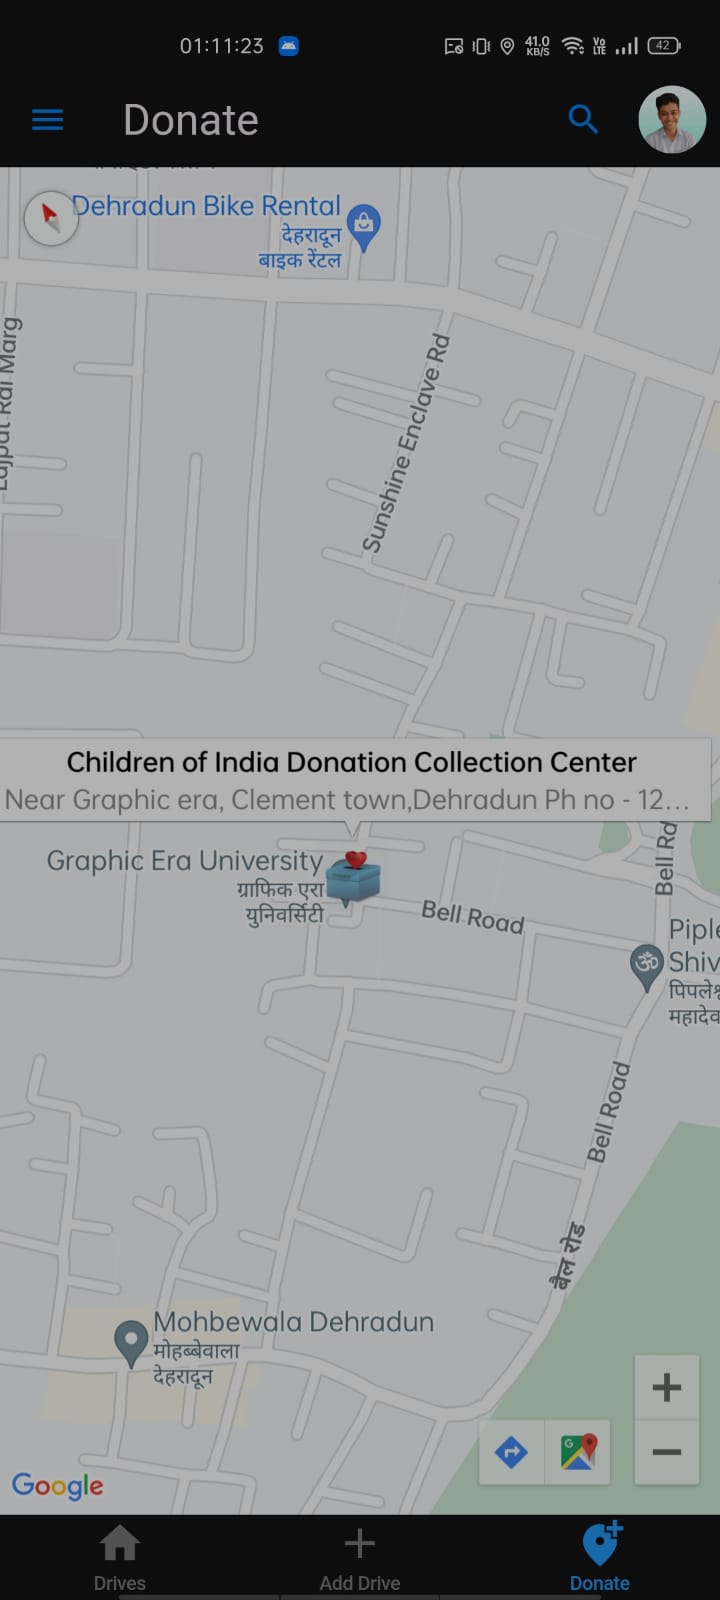 01:11:23
41.0
KB/S
Vo
LTE
42
Donate
Dehradun Bike Rental
देहरादून
बाइक रेंटल
Lajpat Rai Marg
Sunshine Enclave Rd
Children of India Donation Collection Center
Near Graphic era, Clement town,Dehradun Ph no - 12...
Graphic Era University
ग्राफिक एरा
युनिवर्सिटी
Bell Rd
Bell Road
Piple
Shiv
पिपलेश्
महादेव
Bell Road
बैल रोड
Mohbewala Dehradun
मोहब्बेवाला
देहरादून
G
Google
Drives
Add Drive
Donate